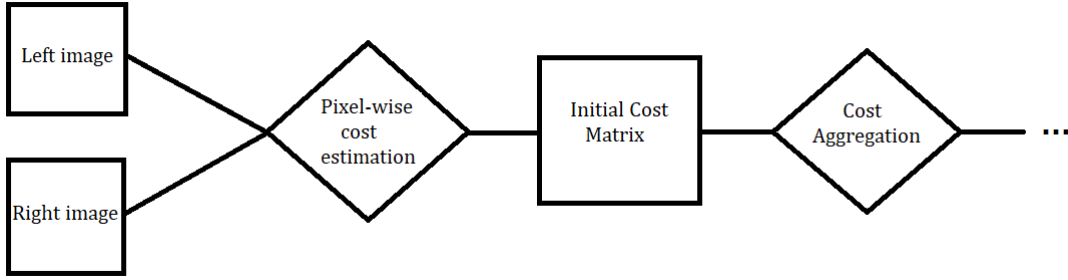 Left image
Right image
Pixel-wise
cost
estimation
Initial Cost
Matrix
Cost
Aggregation
...